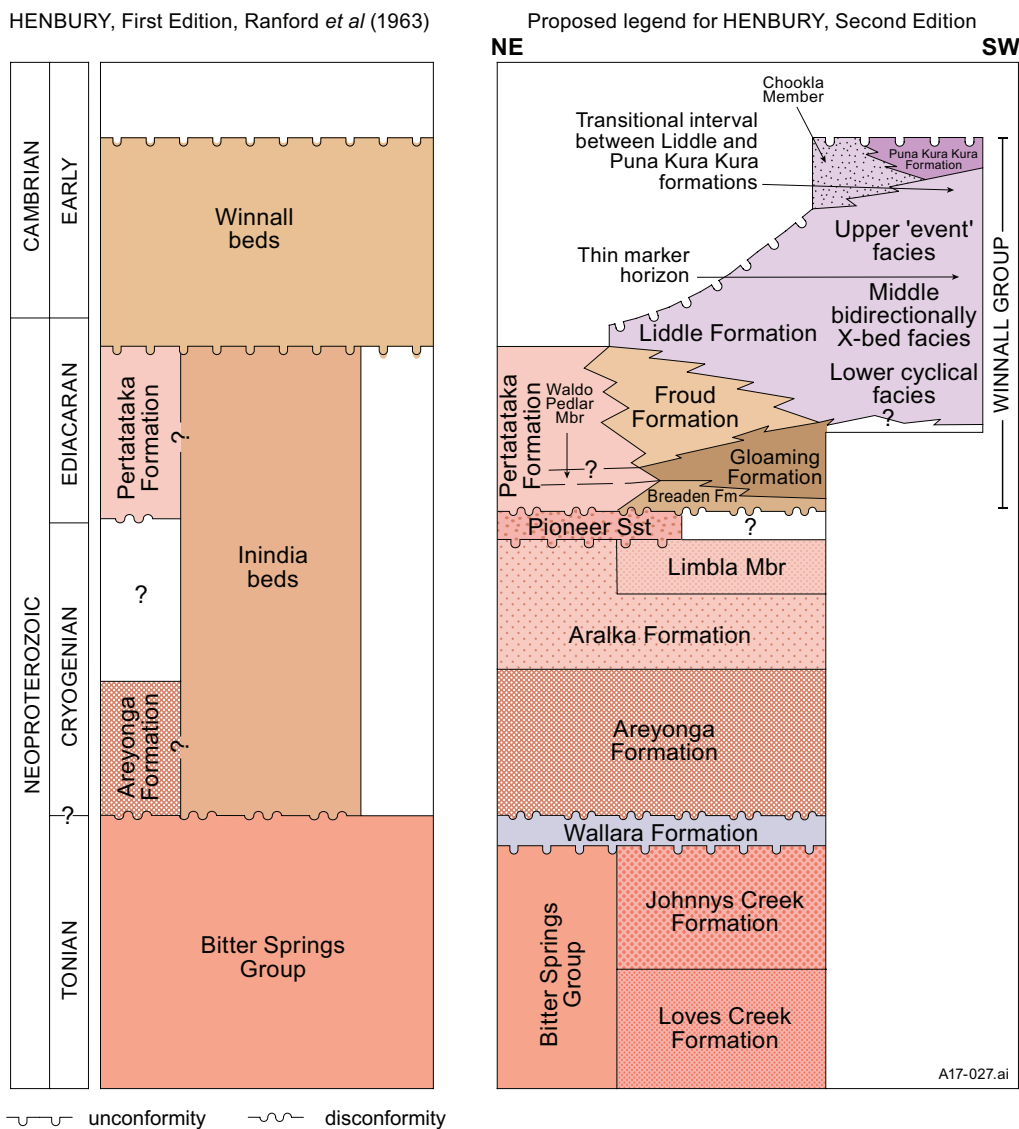 HENBURY, First Edition, Ranford et al (1963)
Proposed legend for HENBURY, Second Edition
NE
SW
CAMBRIAN
EARLY
NEOPROTEROZOIC
EDIACARAN
CRYOGENIAN
?
TONIAN
Winnall
beds
Pertatataka
Formation
?
Inindia
beds
?
Areyonga
Formation
?
Bitter Springs
Group
Chookla
Member
Transitional interval
between Liddle and
Puna Kura Kura
formations
Puna Kura Kura
Formation
Upper 'event'
facies
Thin marker
horizon
Middle
bidirectionally
X-bed facies
Liddle Formation
Lower cyclical
facies
?
WINNALL GROUP
Pertatataka
Formation
Waldo
Pedlar
Mbr
Froud
Formation
?
Gloaming
Formation
Breaden Fm
Pioneer Sst
?
Limbla Mbr
Aralka Formation
Areyonga
Formation
Wallara Formation
Bitter Springs
Group
Johnnys Creek
Formation
Loves Creek
Formation
A17-027.ai
unconformity
disconformity